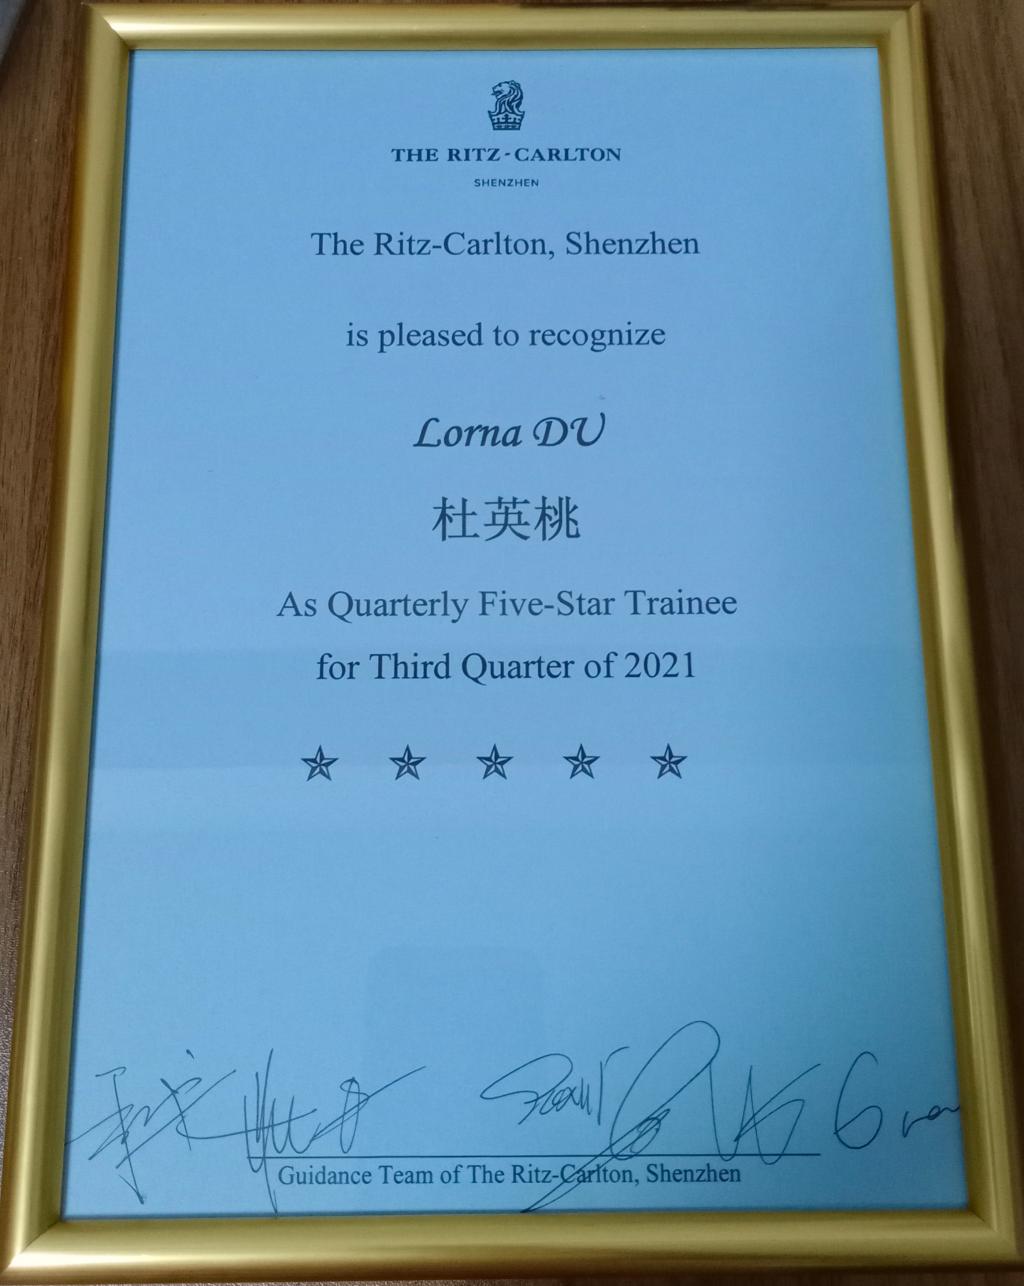 THE RITZ-CARLTON
SHENZHEN
The Ritz-Carlton, Shenzhen
is pleased to recognize
Lorna DU
杜英桃
As Quarterly Five-Star Trainee
for Third Quarter of 2021
Guidance Team of The Ritz-Carlton, Shenzhen